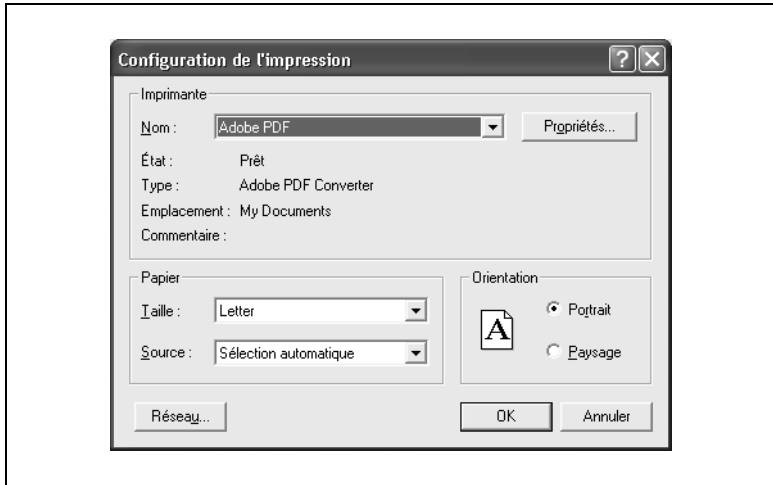 Configuration de l'impression
Imprimante
Nom : Adobe PDF Propriétés...
État : Prêt
Type : Adobe PDF Converter
Emplacement : My Documents
Commentaire :
Papier
Taille : Letter
Source : Sélection automatique
Orientation
A
Portrait
Paysage
Réseau... OK Annuler